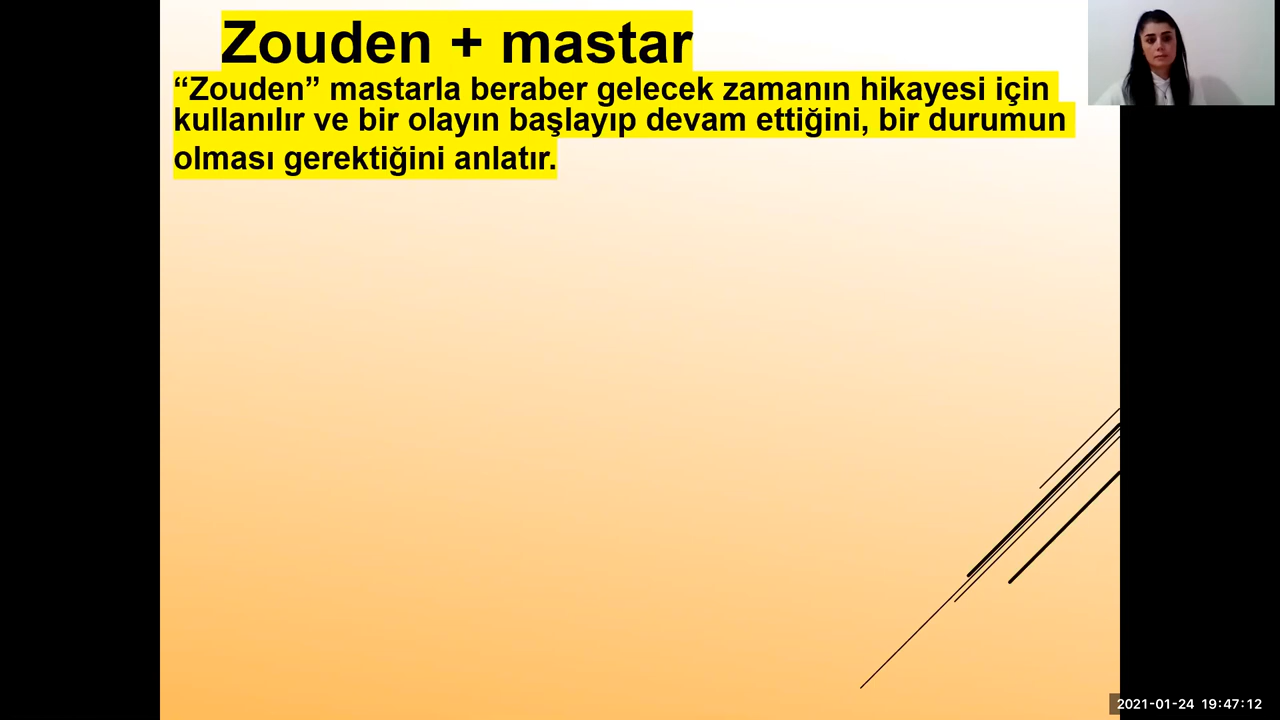 Zouden + mastar
“Zouden” mastarla beraber gelecek zamanın hikayesi için
kullanılır ve bir olayın başlayıp devam ettiğini, bir durumun
olması gerektiğini anlatır.
2021-01-24 19:47:12